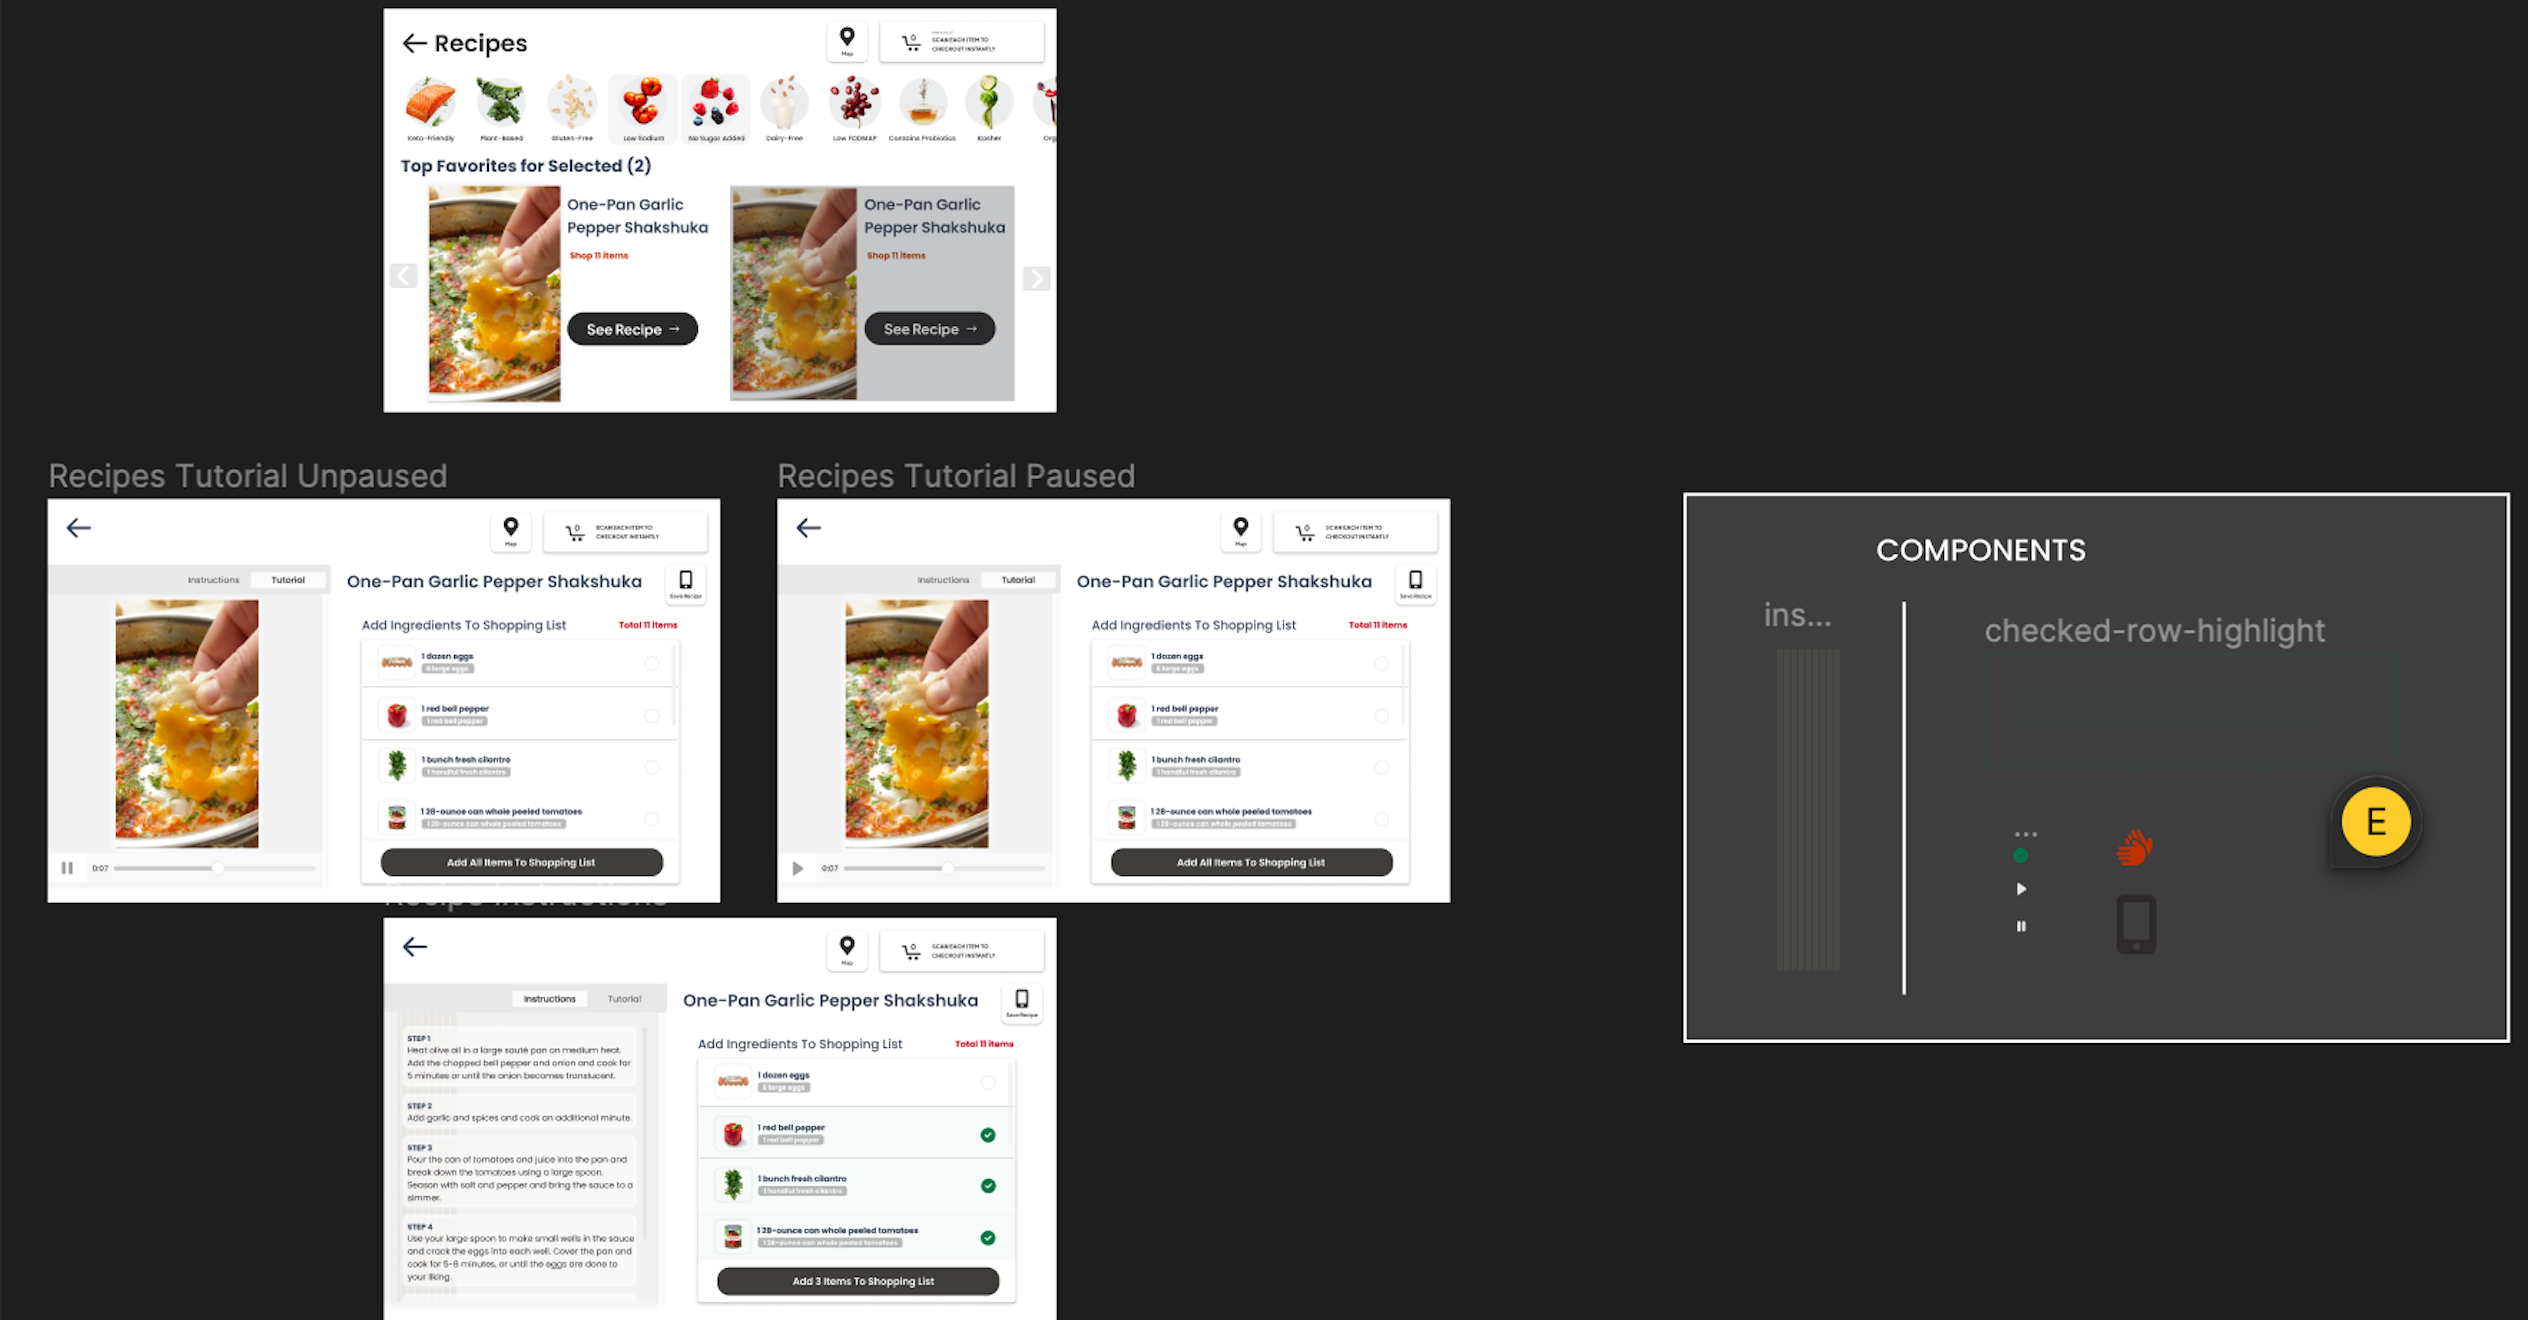 Recipes
Map
SCAN EACH ITEM TO
CHECKOUT INSTANTLY
0
Keto-Friendly
Plant-Based
Gluten-Free
Low Sodium
No Sugar Added
Dairy-Free
Low FODMAP
Contains Probiotics
Kosher
Org
Top Favorites for Selected (2)
One-Pan Garlic
Pepper Shakshuka
Shop 11 items
See Recipe →
One-Pan Garlic
Pepper Shakshuka
Shop 11 items
See Recipe →
Recipes Tutorial Unpaused
Map
0
SCAN EACH ITEM TO
CHECKOUT INSTANTLY
Instructions
Tutorial
0:07
One-Pan Garlic Pepper Shakshuka
Save Recipe
Add Ingredients To Shopping List
Total 11 items
1 dozen eggs
6 large eggs
1 red bell pepper
1 red bell pepper
1 bunch fresh cilantro
1 handful fresh cilantro
1 28-ounce can whole peeled tomatoes
1 28-ounce can whole peeled tomatoes
Add All Items To Shopping List
Recipes Tutorial Paused
Map
0
SCAN EACH ITEM TO
CHECKOUT INSTANTLY
Instructions
Tutorial
0:07
One-Pan Garlic Pepper Shakshuka
Save Recipe
Add Ingredients To Shopping List
Total 11 items
1 dozen eggs
6 large eggs
1 red bell pepper
1 red bell pepper
1 bunch fresh cilantro
1 handful fresh cilantro
1 28-ounce can whole peeled tomatoes
1 28-ounce can whole peeled tomatoes
Add All Items To Shopping List
Recipe Instructions
Map
0
SCAN EACH ITEM TO
CHECKOUT INSTANTLY
Instructions
Tutorial
STEP 1
Heat olive oil in a large sauté pan on medium heat.
Add the chopped bell pepper and onion and cook for
5 minutes or until the onion becomes translucent.
STEP 2
Add garlic and spices and cook an additional minute.
STEP 3
Pour the can of tomatoes and juice into the pan and
break down the tomatoes using a large spoon.
Season with salt and pepper and bring the sauce to a
simmer.
STEP 4
Use your large spoon to make small wells in the sauce
and crack the eggs into each well. Cover the pan and
cook for 5-8 minutes, or until the eggs are done to
your liking.
One-Pan Garlic Pepper Shakshuka
Save Recipe
Add Ingredients To Shopping List
Total 11 items
1 dozen eggs
6 large eggs
1 red bell pepper
1 red bell pepper
1 bunch fresh cilantro
1 handful fresh cilantro
1 28-ounce can whole peeled tomatoes
1 28-ounce can whole peeled tomatoes
Add 3 Items To Shopping List
COMPONENTS
ins...
checked-row-highlight
...
E